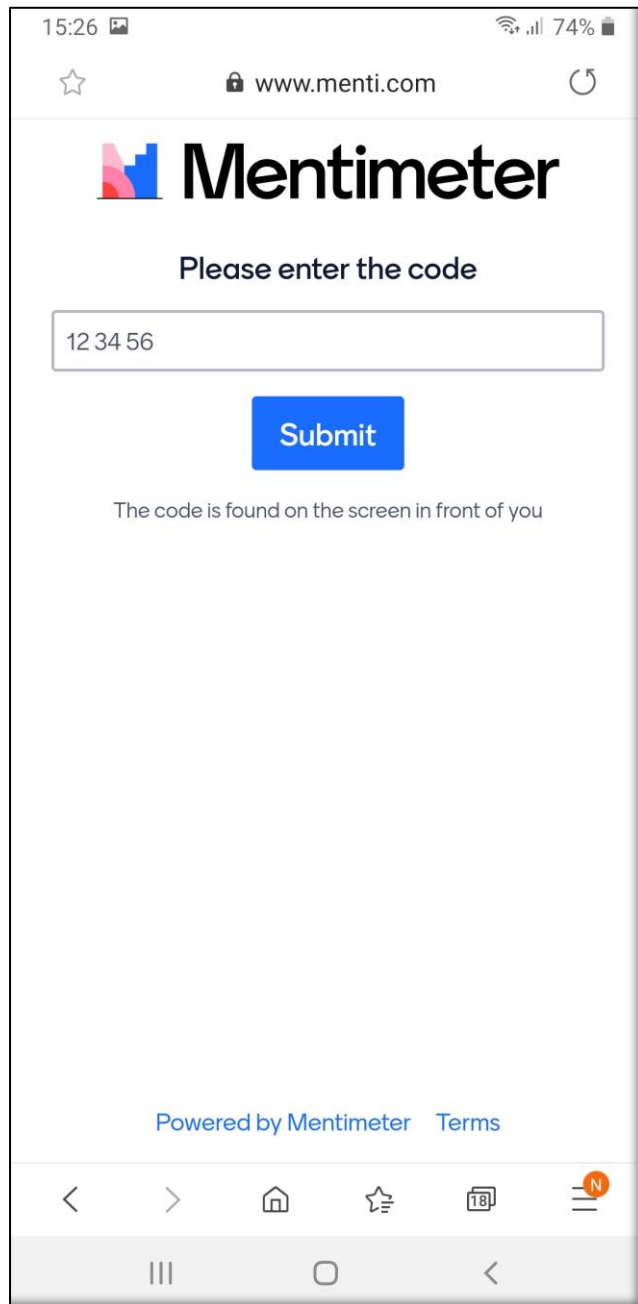 15:26 74%
www.menti.com
Mentimeter
Please enter the code
12 34 56
Submit
The code is found on the screen in front of you
Powered by Mentimeter Terms
18 N